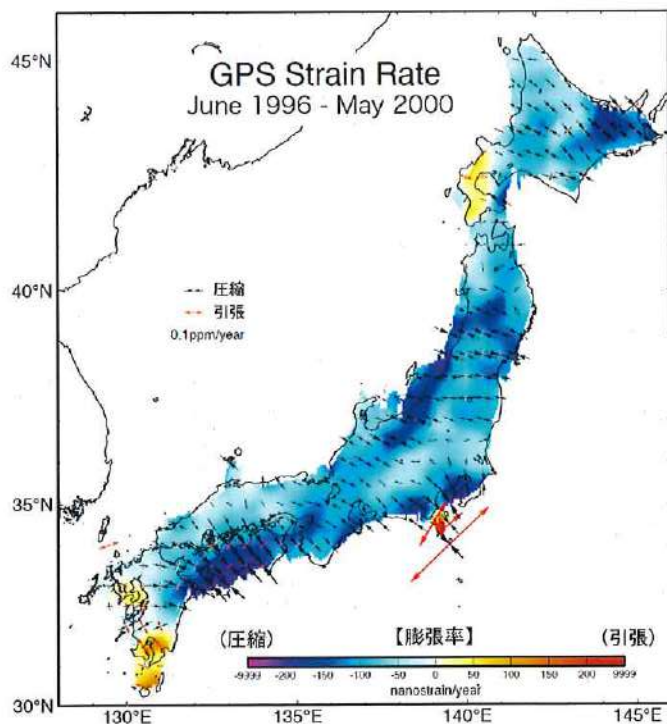 45°N
GPS Strain Rate
June 1996 - May 2000
40°N
圧縮
引張
0.1ppm/year
35°N
(圧縮) 【膨張率】 (引張)
-9999 -200 -150 -100 -50 0 50 100 150 200 9999
nanostrain/year
30°N
130°E 135°E 140°E 145°E